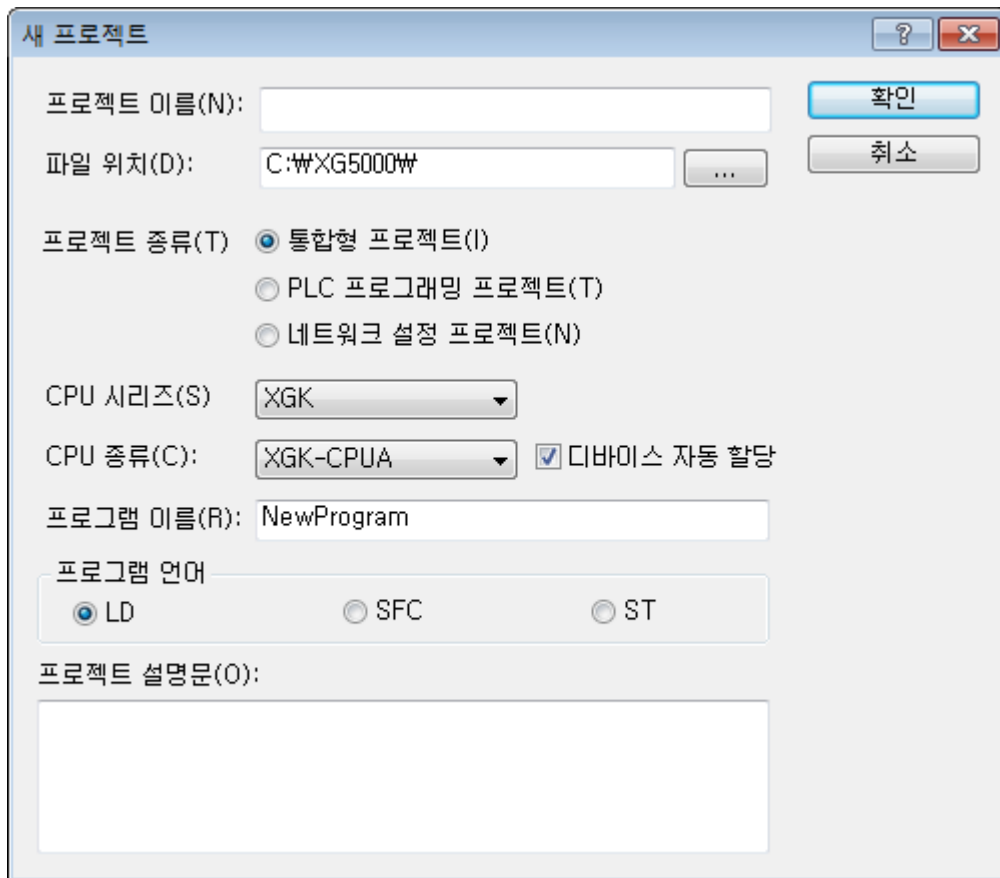 새 프로젝트
프로젝트 이름(N):
확인
파일 위치(D): C:₩XG5000₩ ...
취소
프로젝트 종류(T) 통합형 프로젝트(I)
PLC 프로그래밍 프로젝트(T)
네트워크 설정 프로젝트(N)
CPU 시리즈(S) XGK
CPU 종류(C): XGK-CPUA 디바이스 자동 할당
프로그램 이름(R): NewProgram
프로그램 언어
LD SFC ST
프로젝트 설명문(O):